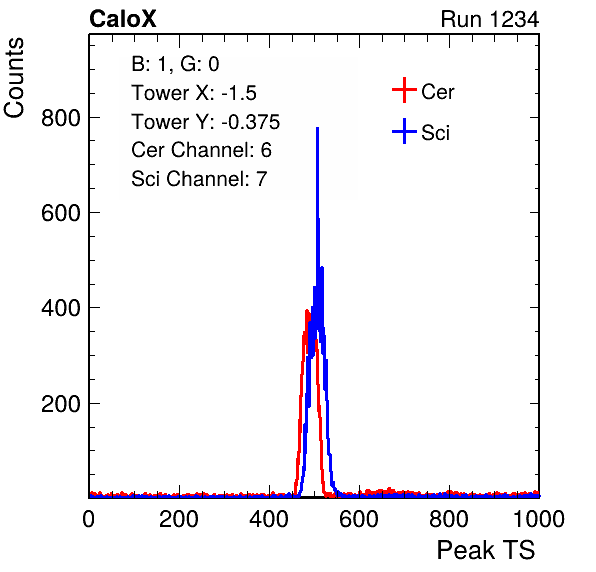 CaloX Run 1234
Counts
B: 1, G: 0
Tower X: -1.5
Tower Y: -0.375
Cer Channel: 6
Sci Channel: 7
Cer
Sci
800
600
400
200
0 200 400 600 800 1000
Peak TS